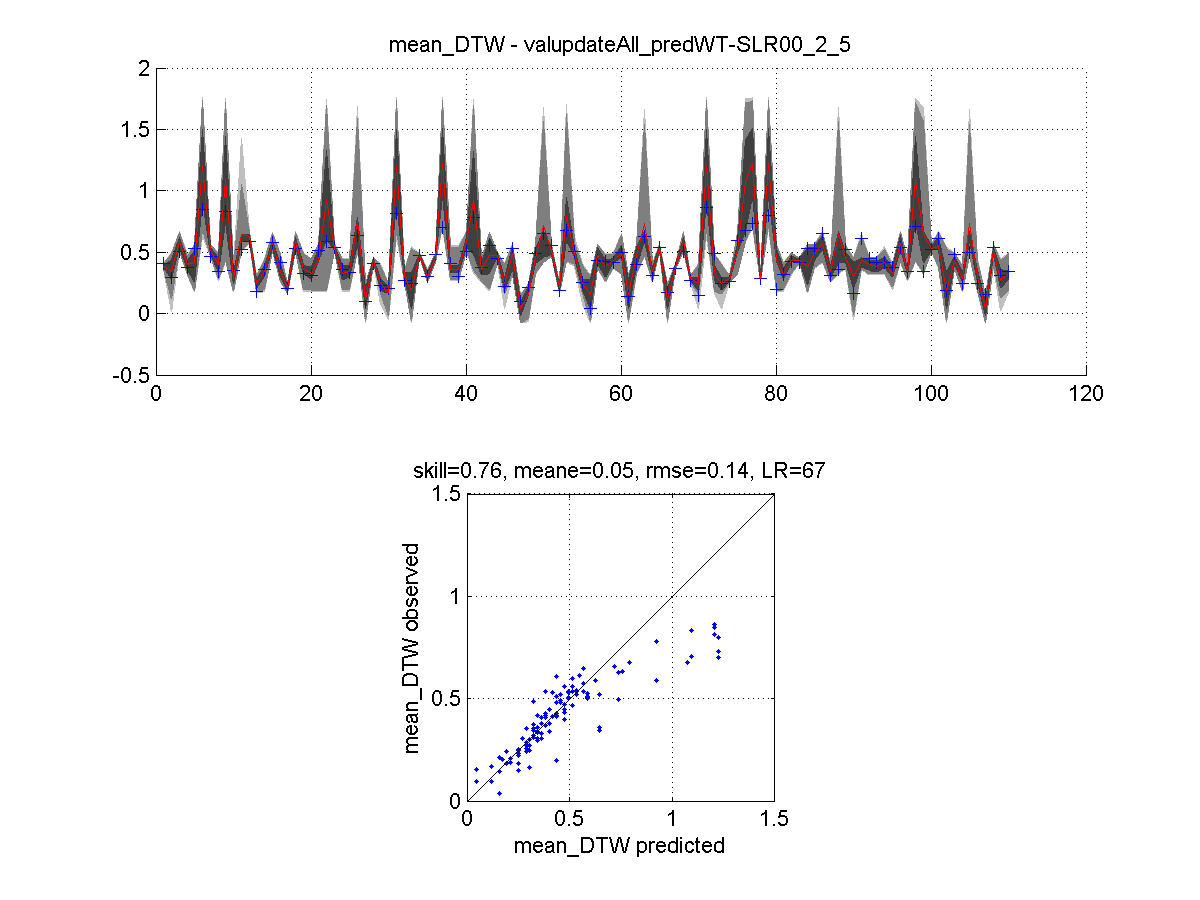 mean_DTW - valupdateAll_predWT-SLR00_2_5
2
1.5
1
0.5
0
-0.5
0 20 40 60 80 100 120
skill=0.76, meane=0.05, rmse=0.14, LR=67
1.5
1
0.5
0
mean_DTW observed
0 0.5 1 1.5
mean_DTW predicted